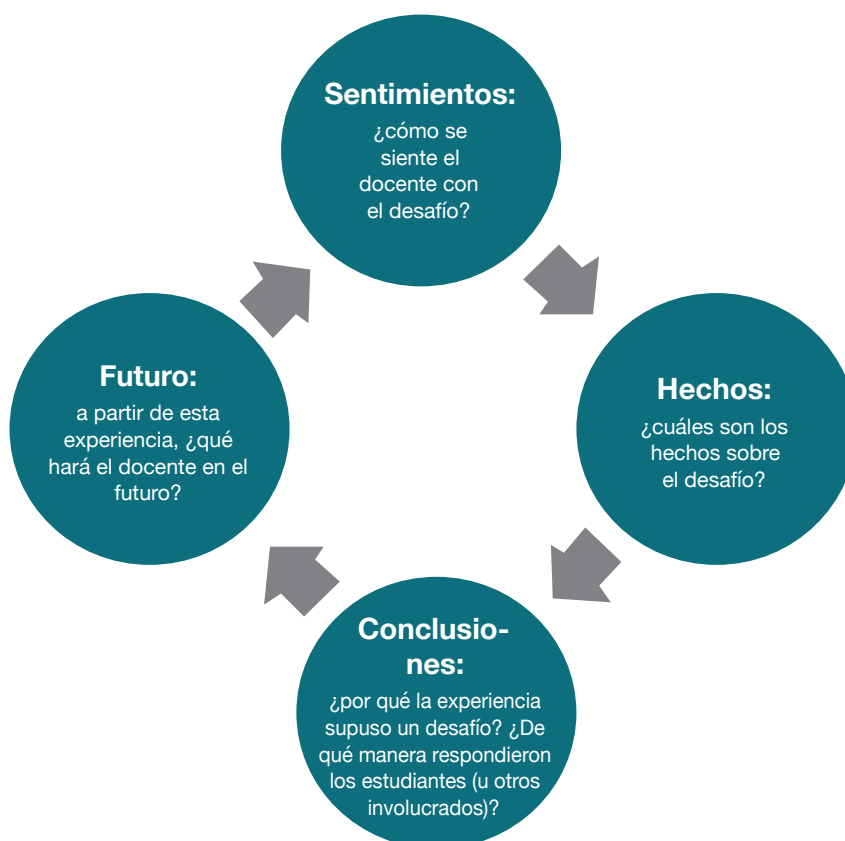 Sentimientos:
¿cómo se
siente el
docente con
el desafío?
Hechos:
¿cuáles son los
hechos sobre
el desafío?
Conclusio-
nes:
¿por qué la experiencia
supuso un desafío? ¿De
qué manera respondieron
los estudiantes (u otros
involucrados)?
Futuro:
a partir de esta
experiencia, ¿qué
hará el docente en el
futuro?